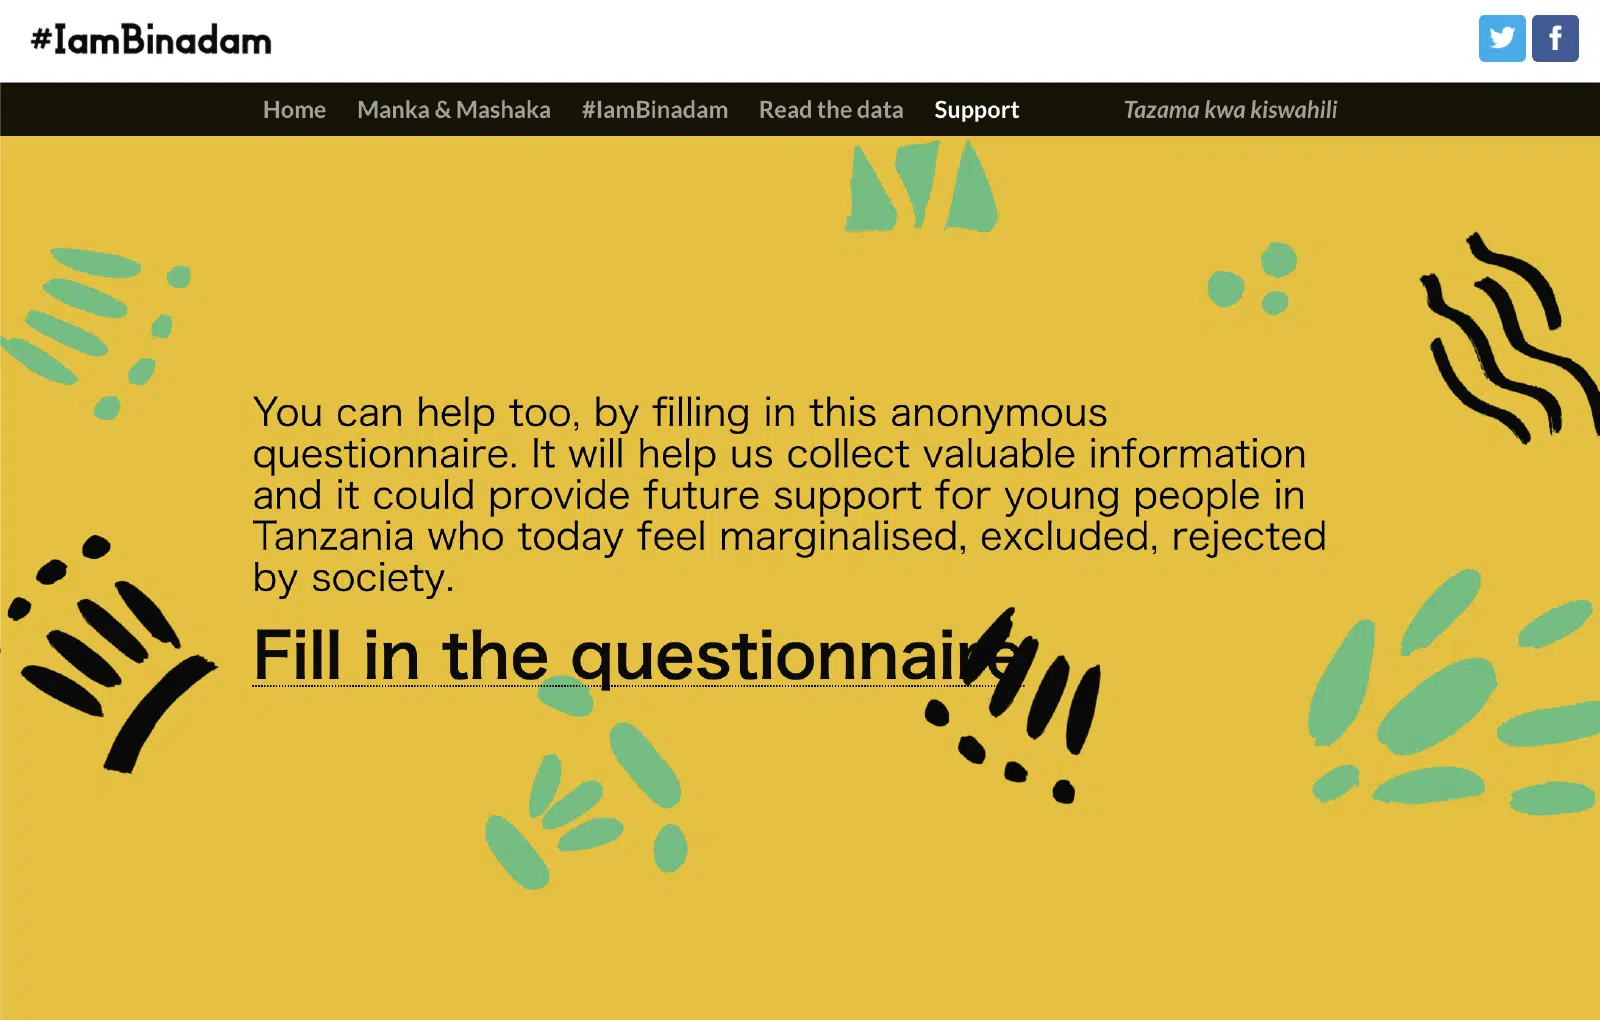 #IamBinadam
Home Manka & Mashaka #IamBinadam Read the data Support Tazama kwa kiswahili
You can help too, by filling in this anonymous
questionnaire. It will help us collect valuable information
and it could provide future support for young people in
Tanzania who today feel marginalised, excluded, rejected
by society.
Fill in the questionnaire